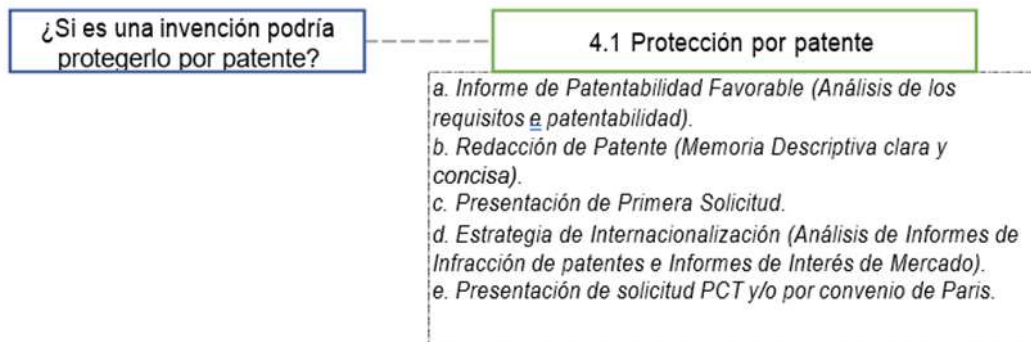 ¿Si es una invención podría
protegerlo por patente?
4.1 Protección por patente
a. Informe de Patentabilidad Favorable (Análisis de los
requisitos e patentabilidad).
b. Redacción de Patente (Memoria Descriptiva clara y
concisa).
c. Presentación de Primera Solicitud.
d. Estrategia de Internacionalización (Análisis de Informes de
Infracción de patentes e Informes de Interés de Mercado).
e. Presentación de solicitud PCT y/o por convenio de Paris.